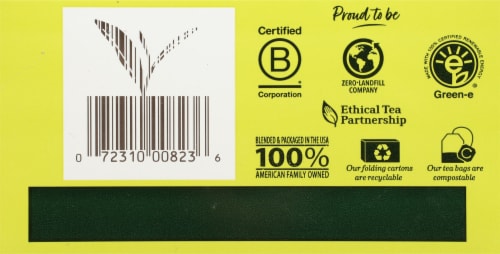 Proud to be
Certified
B
Corporation
ZERO-LANDFILL
COMPANY
MADE WITH 100% CERTIFIED RENEWABLE ENERGY
Green-e
Ethical Tea
Partnership
BLENDED & PACKAGED IN THE USA
100%
AMERICAN FAMILY OWNED
Our folding cartons
are recyclable
C
Our tea bags are
compostable
0 72310 00823 6